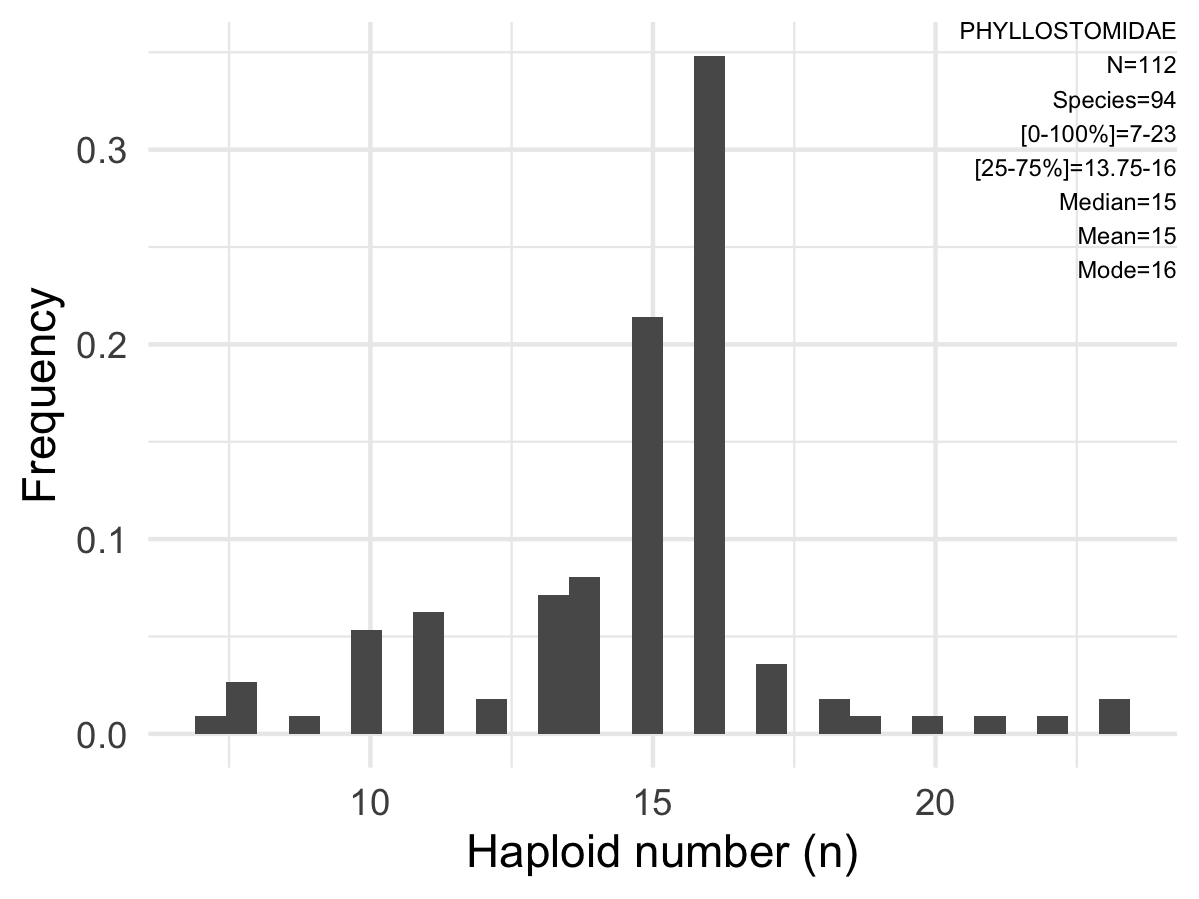 PHYLLOSTOMIDAE
N=112
Species=94
[0-100%]=7-23
[25-75%]=13.75-16
Median=15
Mean=15
Mode=16
Frequency
0.3
0.2
0.1
0.0
10 15 20
Haploid number (n)